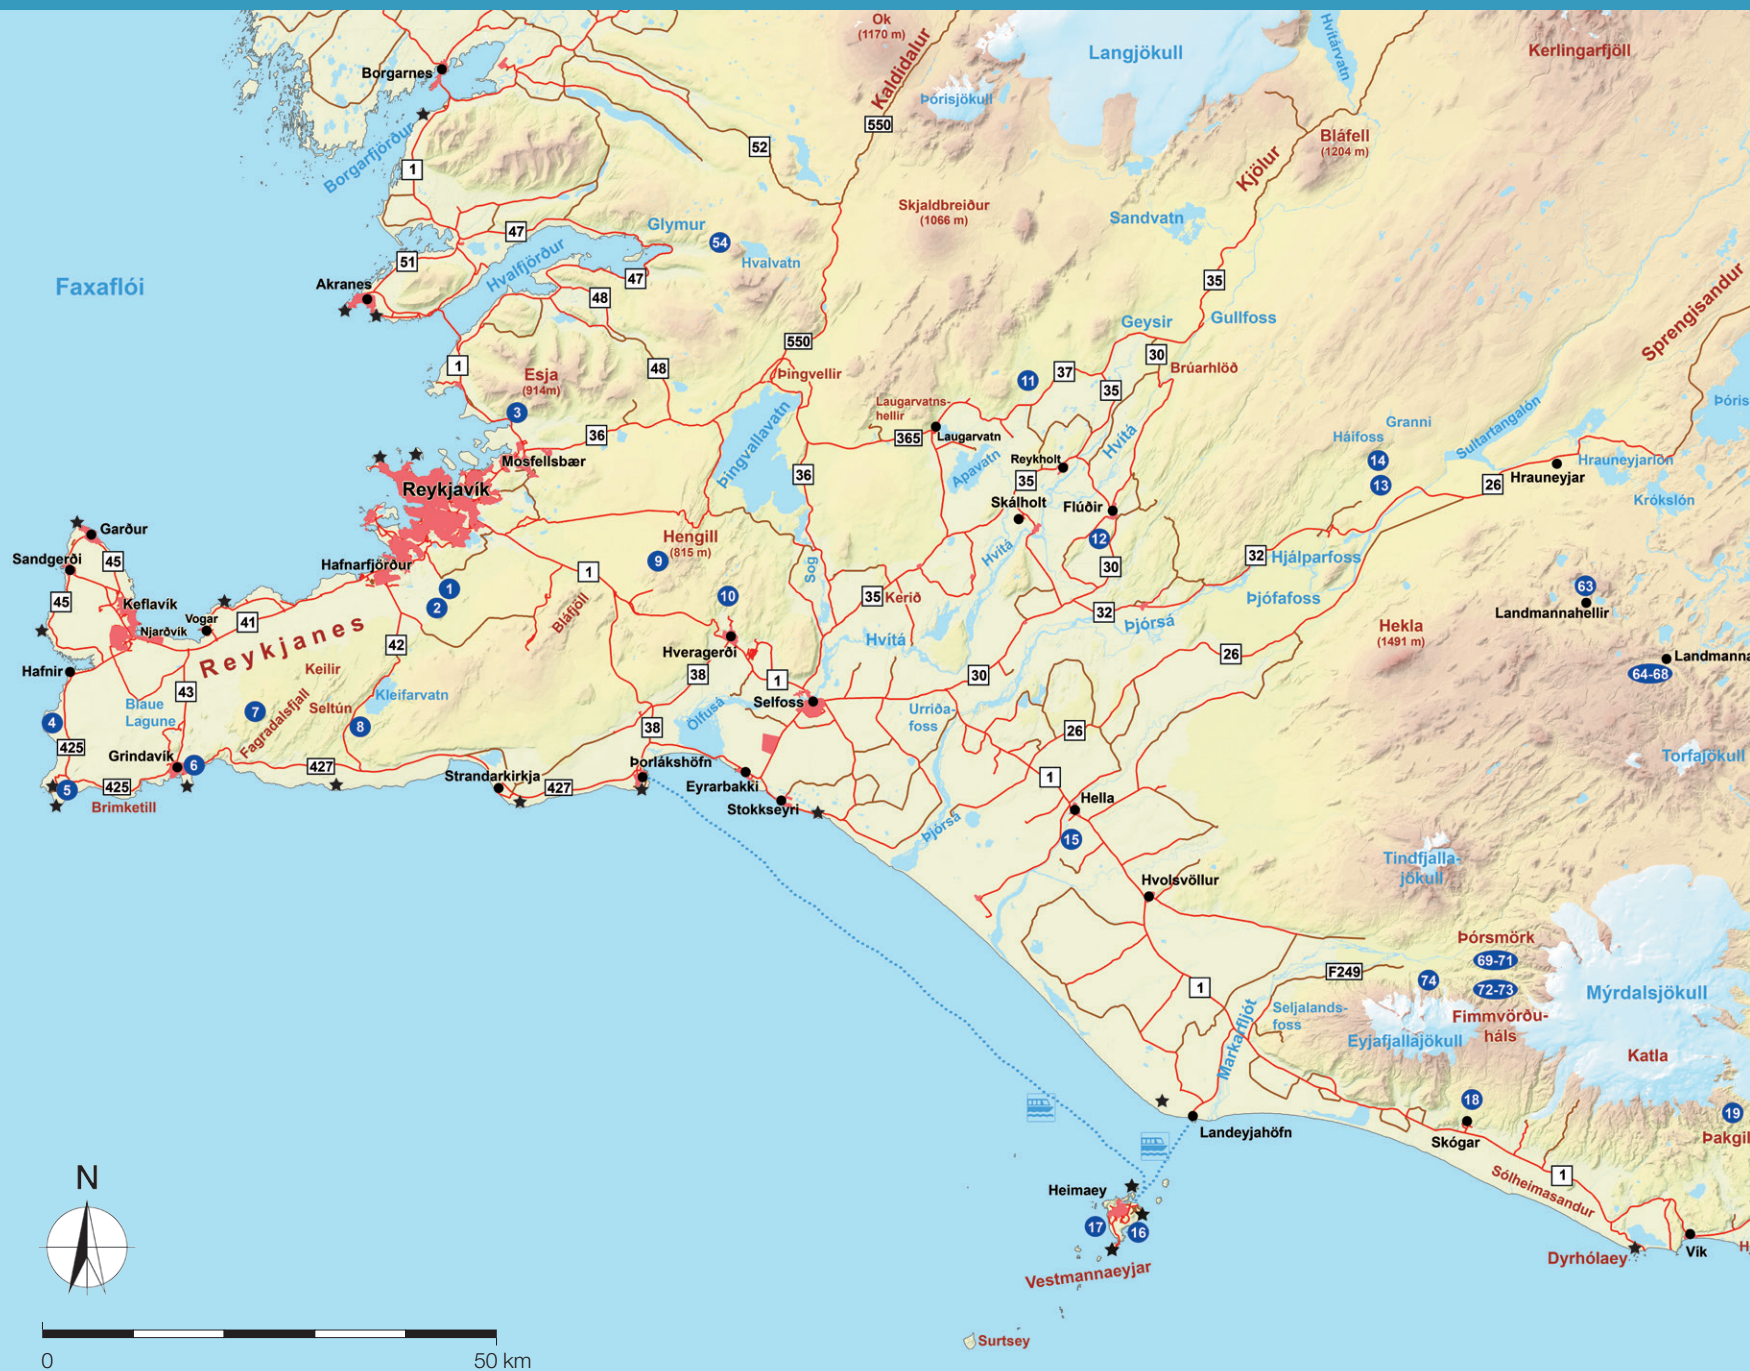 Ok
(1170 m)
Kaldidalur
Langjökull
Hvítárvatn
Kerlingarfjöll
Borgarnes
Þórisjökull
550
Bláfell
(1204 m)
52
Borgarfjörður
1
Kjölur
Skjaldbreiður
(1066 m)
Sandvatn
47
Glymur
54
Hvalvatn
51
Hvalfjörður
Faxaflói
Akranes
47
48
35
Sprengisandur
Geysir
Gullfoss
550
30
1
48
Esja
(914m)
Þingvellir
Brúarhlöð
37
11
35
3
Laugarvatns-
hellir
Þóris
Granni
Háifoss
Sultartangalón
36
365
Laugarvatn
Þingvallavatn
Hvítá
Mosfellsbær
Reykholt
Apavatn
14
Hrauneyjarlón
36
35
Hrauneyjar
13
26
Reykjavík
Krókslón
Skálholt
Flúðir
Garður
Hengill
(815 m)
12
Sandgerði
45
Hafnarfjörður
9
Hvítá
32
Hjálparfoss
1
Sog
30
63
1
10
45
Keflavík
2
35
Kerið
Þjófafoss
Landmannahellir
Bláfjöll
32
Vogar
41
Þjórsá
Hekla
(1491 m)
Njarðvík
42
Hvítá
Reykjanes
Hveragerði
26
Landmanna
Hafnir
Keilir
38
1
30
64-68
43
Kleifarvatn
Selfoss
Blaue
Lagune
7
Seltún
Ölfusá
Urriða-
foss
4
8
38
26
425
Fagradalsfjall
Torfajökull
Grindavík
6
427
Þorlákshöfn
1
Strandarkirkja
427
Eyrarbakki
5
425
Hella
Brimketill
Stokkseyri
Þjórsá
15
Tindfjalla-
jökull
Hvolsvöllur
Þórsmörk
69-71
F249
74
1
72-73
Mýrdalsjökull
Seljalands-
foss
Fimmvörðu-
háls
Markarfljót
Eyjafjallajökull
Katla
18
19
Landeyjahöfn
Skógar
Þakgil
N
Heimaey
1
Sólheimasandur
17
16
Dyrhólaey
Vík
H
Vestmannaeyjar
Surtsey
0
50 km